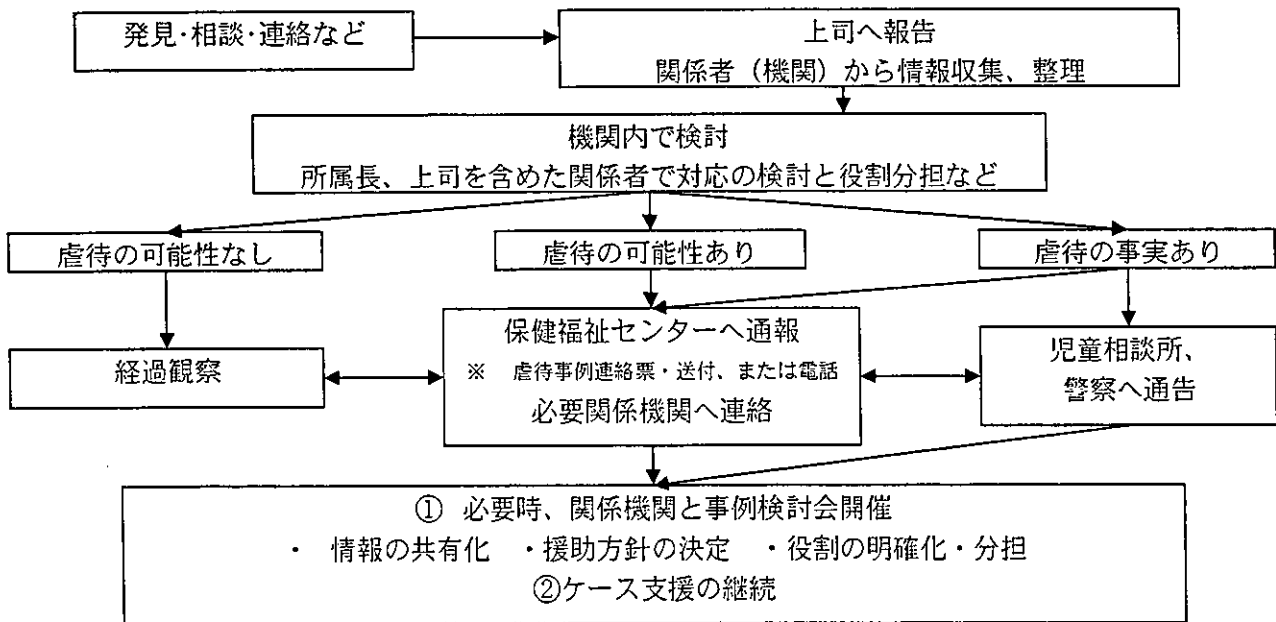 発見・相談・連絡など
上司へ報告
関係者（機関）から情報収集、整理
機関内で検討
所属長、上司を含めた関係者で対応の検討と役割分担など
虐待の可能性なし
虐待の可能性あり
虐待の事実あり
経過観察
保健福祉センターへ通報
※ 虐待事例連絡票・送付、または電話
必要関係機関へ連絡
児童相談所、
警察へ通告
① 必要時、関係機関と事例検討会開催
・ 情報の共有化 ・援助方針の決定 ・役割の明確化・分担
②ケース支援の継続